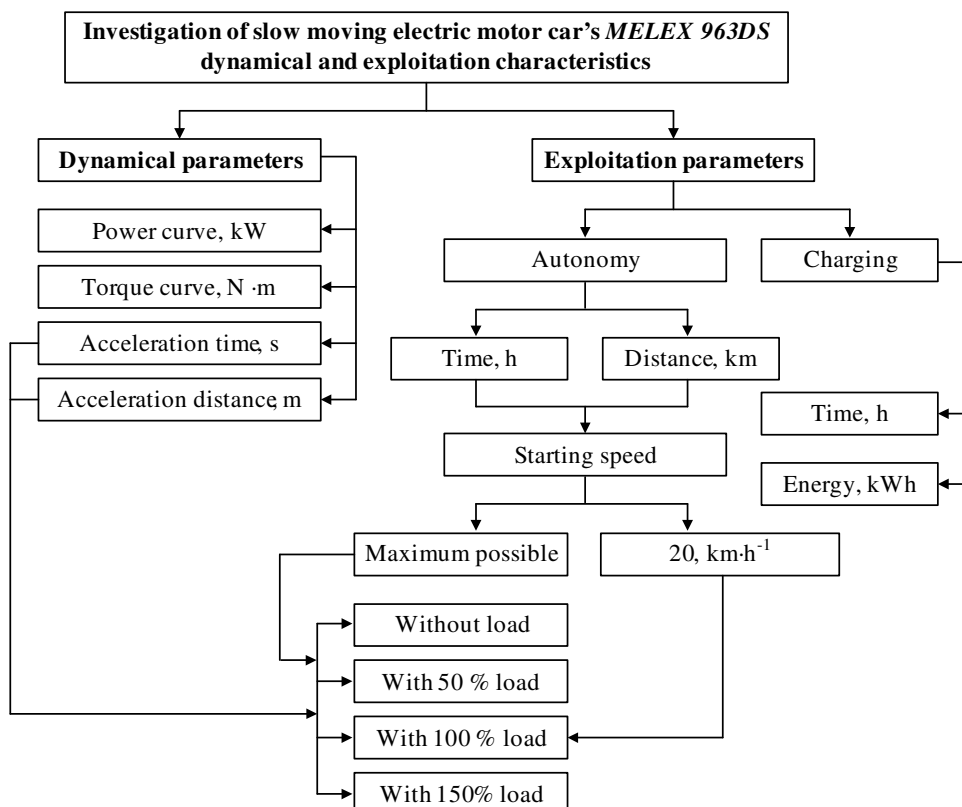 Investigation of slow moving electric motor car's MELEX 963DS
dynamical and exploitation characteristics
Dynamical parameters
Exploitation parameters
Power curve, kW
Torque curve, N ·m
Acceleration time, s
Acceleration distance, m
Autonomy
Charging
Time, h
Distance, km
Time, h
Energy, kWh
Starting speed
Maximum possible
20, km·h⁻¹
Without load
With 50 % load
With 100 % load
With 150% load